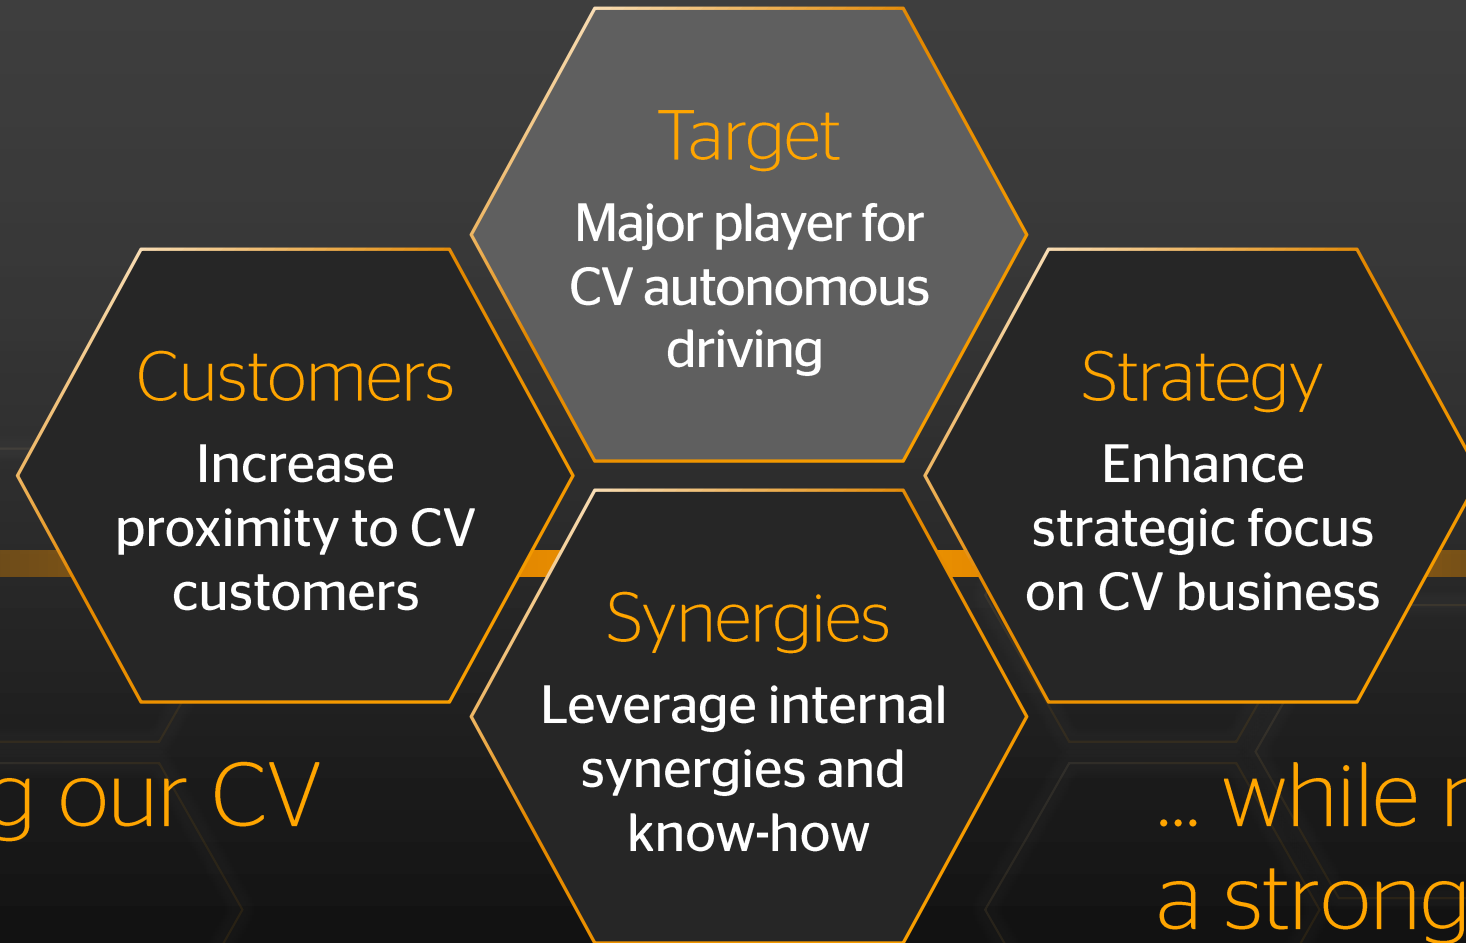 Target
Major player for
CV autonomous
driving
Customers
Increase
proximity to CV
customers
Strategy
Enhance
strategic focus
on CV business
Synergies
Leverage internal
synergies and
know-how
our CV
... while
a strong